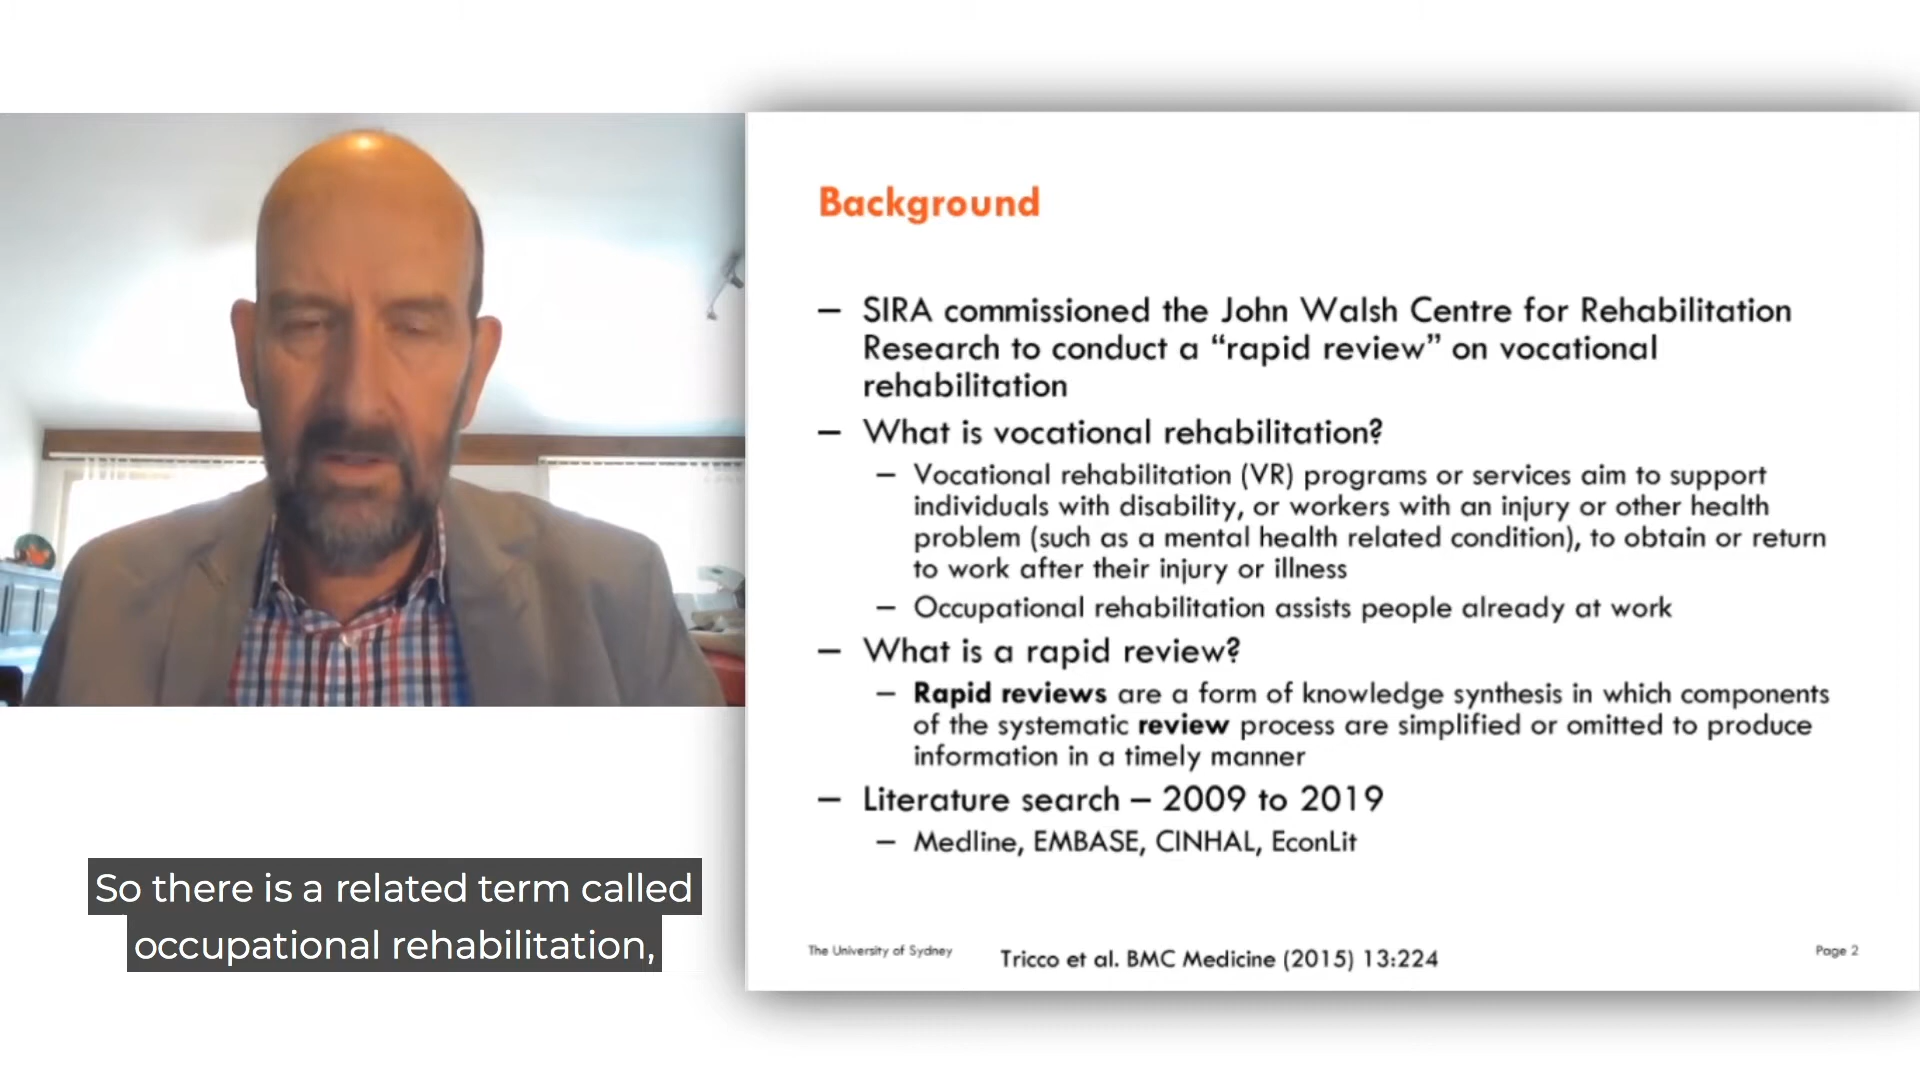 Background
– SIRA commissioned the John Walsh Centre for Rehabilitation
Research to conduct a “rapid review” on vocational
rehabilitation
– What is vocational rehabilitation?
– Vocational rehabilitation (VR) programs or services aim to support
individuals with disability, or workers with an injury or other health
problem (such as a mental health related condition), to obtain or return
to work after their injury or illness
– Occupational rehabilitation assists people already at work
– What is a rapid review?
– Rapid reviews are a form of knowledge synthesis in which components
of the systematic review process are simplified or omitted to produce
information in a timely manner
– Literature search – 2009 to 2019
– Medline, EMBASE, CINHAL, EconLit
The University of Sydney
Tricco et al. BMC Medicine (2015) 13:224
Page 2
So there is a related term called
occupational rehabilitation,